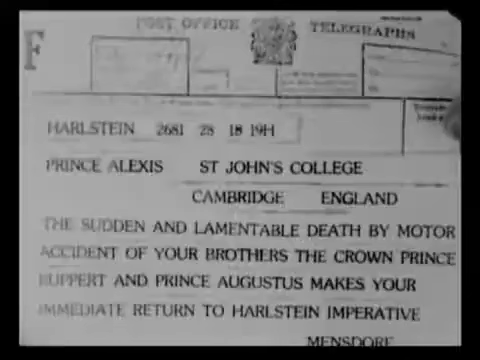 POST OFFICE TELEGRAPHS
F
HARLSTEIN 2681 28 18 19H
PRINCE ALEXIS ST JOHN'S COLLEGE
CAMBRIDGE ENGLAND
THE SUDDEN AND LAMENTABLE DEATH BY MOTOR
ACCIDENT OF YOUR BROTHERS THE CROWN PRINCE
RUPPERT AND PRINCE AUGUSTUS MAKES YOUR
IMMEDIATE RETURN TO HARLSTEIN IMPERATIVE
MENSDORF